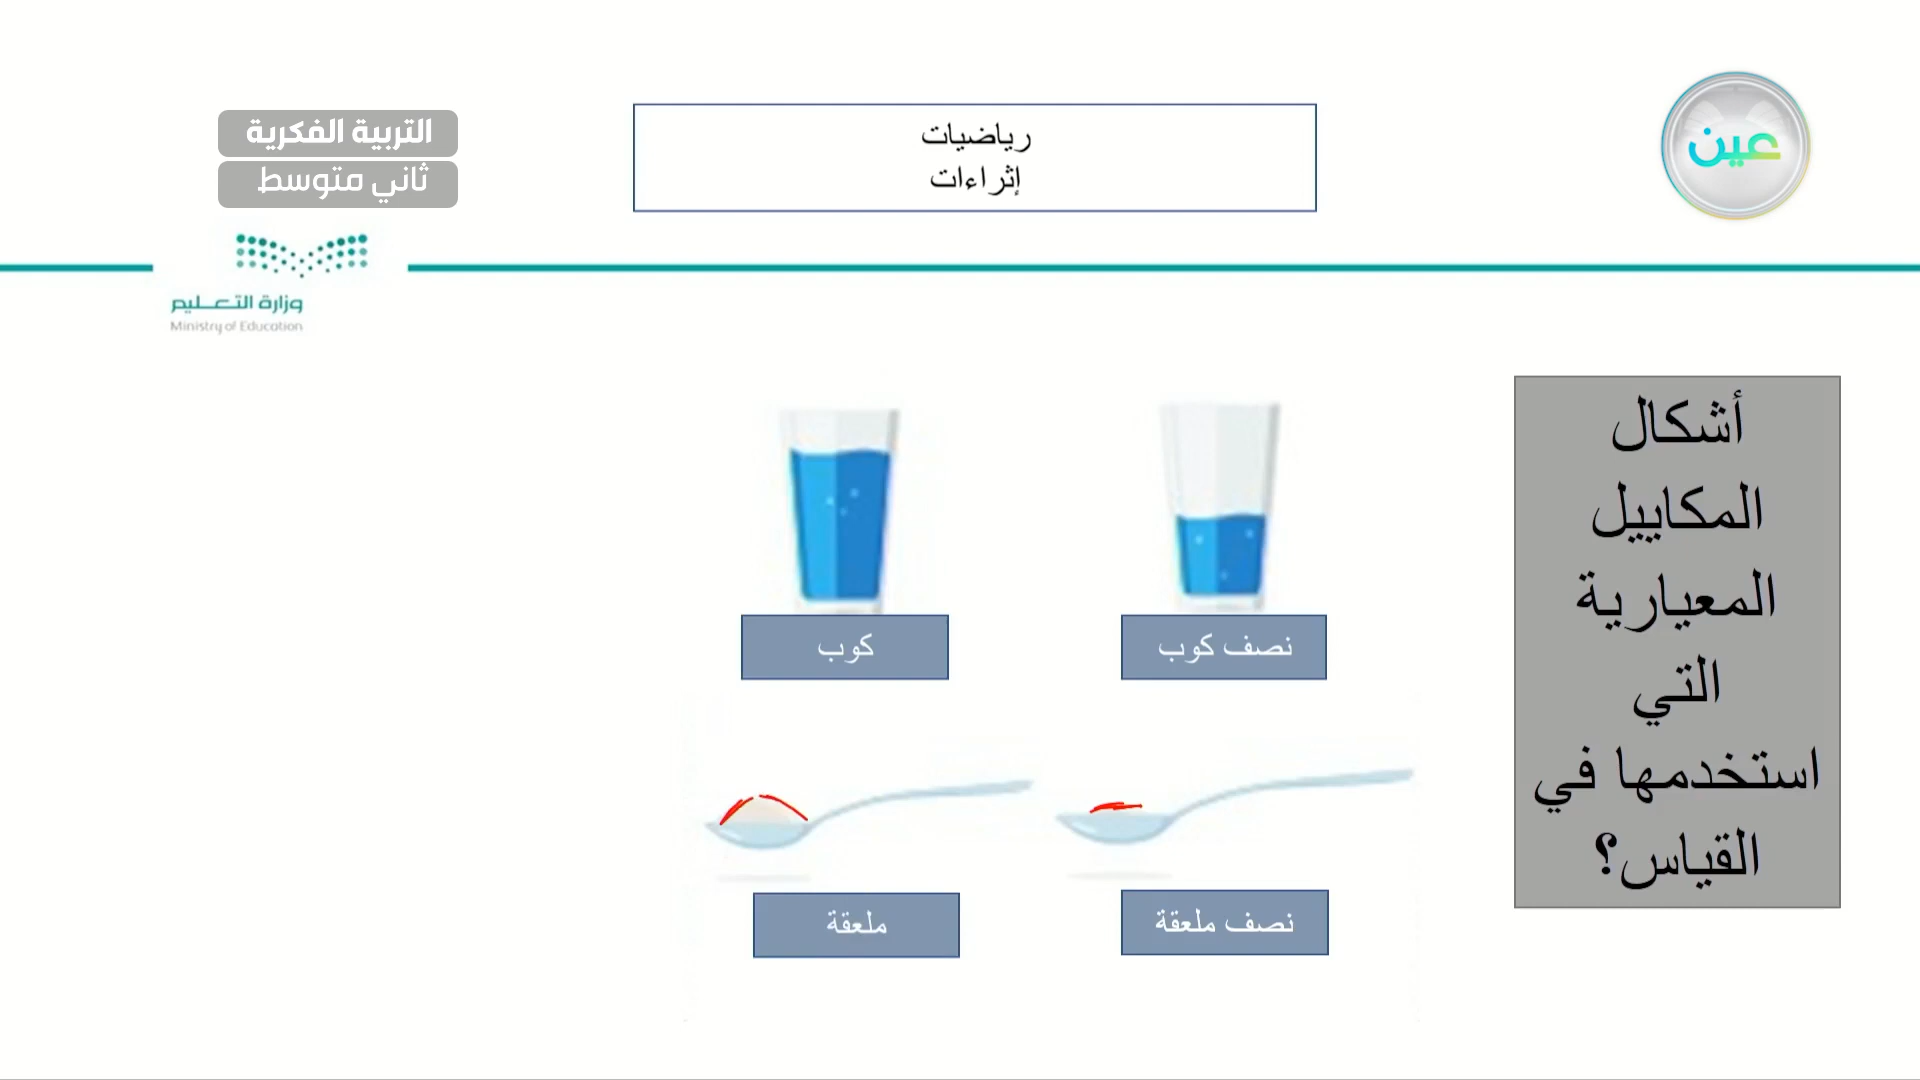 عين
رياضيات
إثراءات
التربية الفكرية
ثاني متوسط
وزارة التعليم
Ministry of Education
أشكال
المكاييل
المعيارية
التي
استخدمها في
القياس؟
نصف كوب
كوب
نصف ملعقة
ملعقة